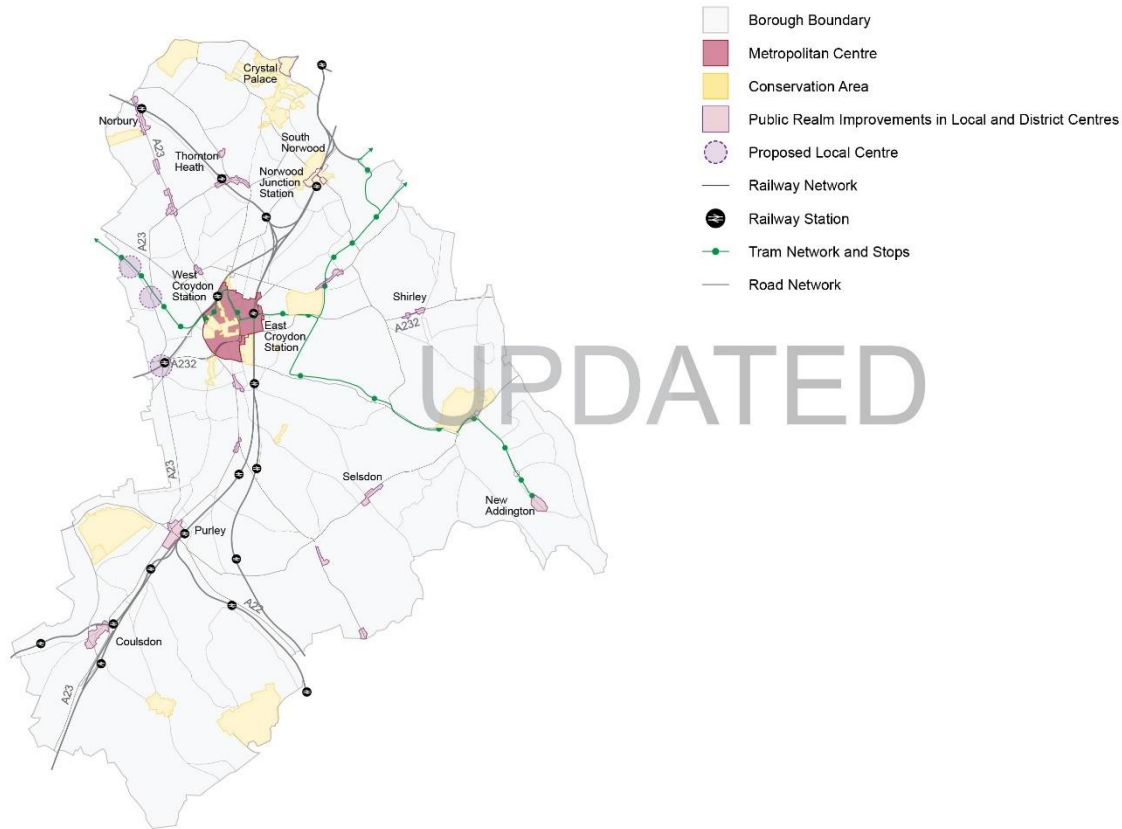 Crystal
Palace
Norbury
A23
South
Norwood
Thornton
Heath
Norwood
Junction
Station
A23
West
Croydon
Station
Shirley
A232
East
Croydon
Station
A232
UPDATED
A23
Selsdon
New
Addington
Purley
A22
Coulsdon
A23
Borough Boundary
Metropolitan Centre
Conservation Area
Public Realm Improvements in Local and District Centres
Proposed Local Centre
Railway Network
Railway Station
Tram Network and Stops
Road Network